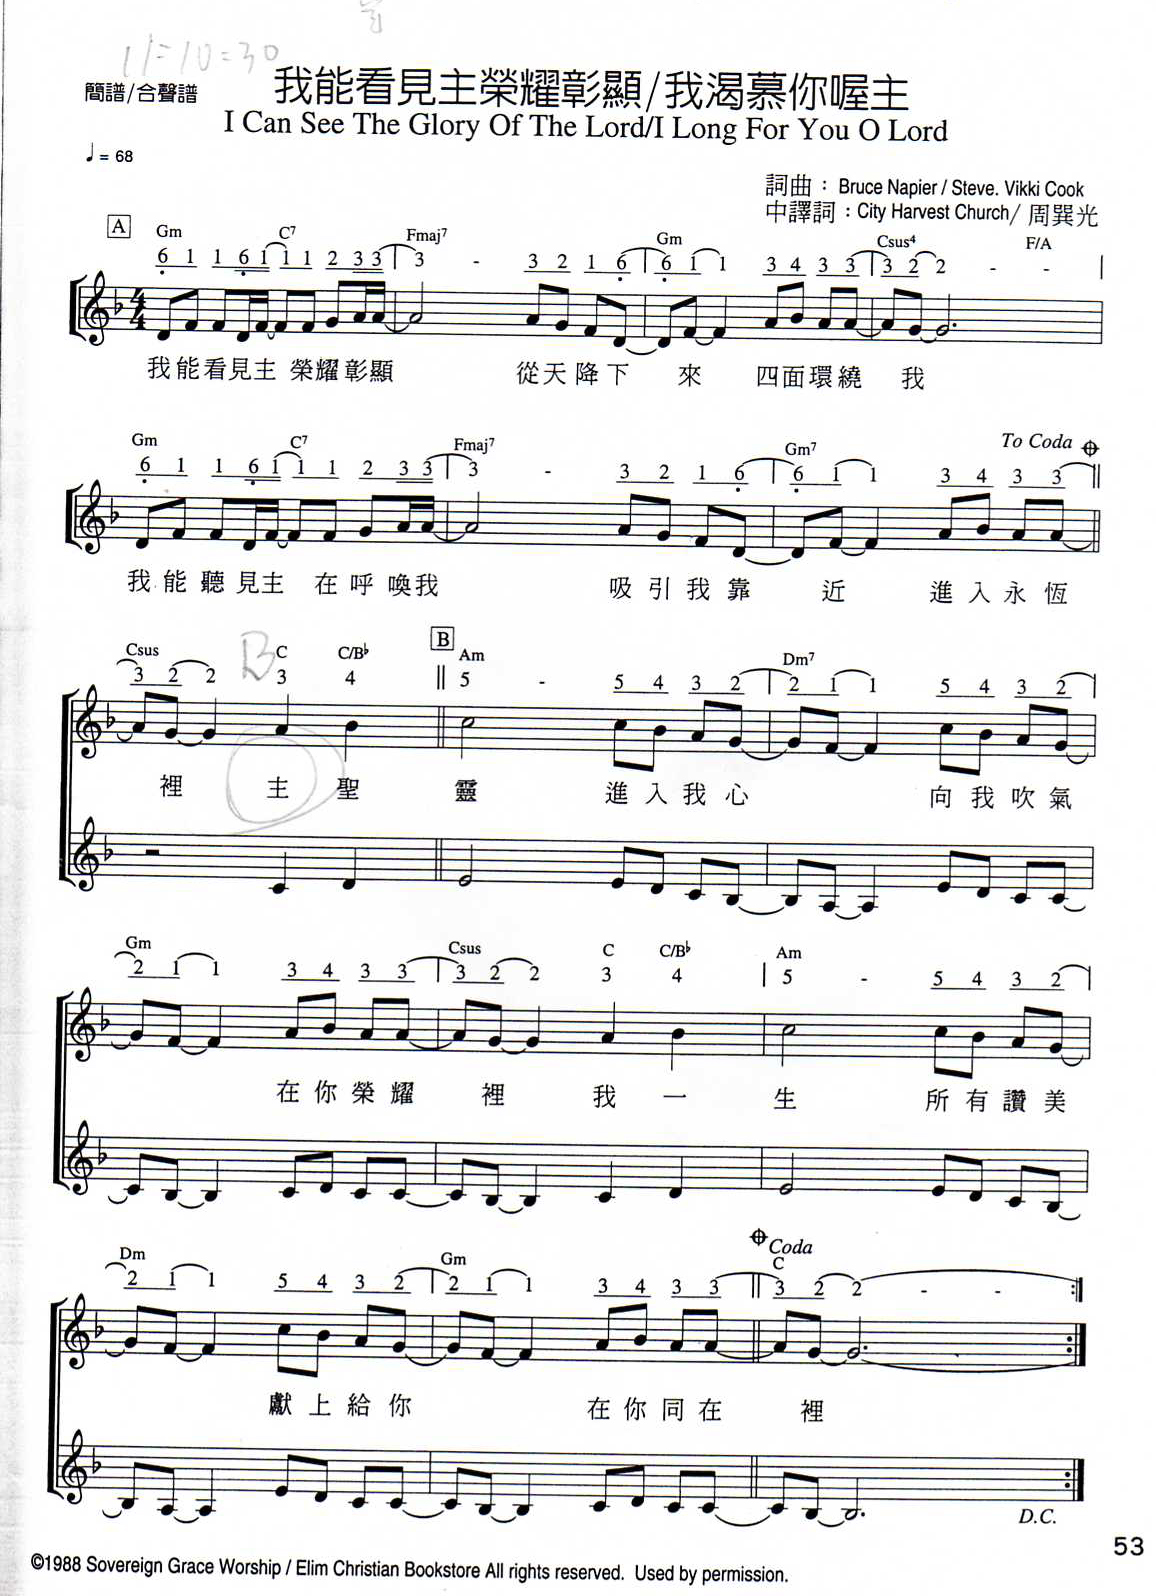 11=10=30
簡譜/合聲譜
我能看見主榮耀彰顯/我渴慕你喔主
I Can See The Glory Of The Lord/I Long For You O Lord
♩= 68
詞曲：Bruce Napier / Steve. Vikki Cook
中譯詞：City Harvest Church/ 周巽光
A
Gm C7 Fmaj7 Gm Csus4 F/A
6 1 1 6 1 1 1 2 3 3 | 3 - 3 2 1 6 | 6 1 1 3 4 3 3 | 3 2 2 - - |
我能看見主 榮耀彰顯 從天降下 來 四面環繞 我
Gm C7 Fmaj7 Gm7 To Coda
6 1 1 6 1 1 1 2 3 3 | 3 - 3 2 1 6 | 6 1 1 3 4 3 3 ||
我能聽見主 在呼喚我 吸引我靠 近 進入永恆
B
Csus B C C/B♭ Am Dm7
3 2 2 3 4 || 5 - 5 4 3 2 | 2 1 1 5 4 3 2 |
裡 主 聖 靈 進入我心 向我吹氣
Gm Csus C C/B♭ Am
2 1 1 3 4 3 3 | 3 2 2 3 4 | 5 - 5 4 3 2 |
在你榮耀 裡 我 一 生 所有讚美
Dm Gm Coda C
2 1 1 5 4 3 2 | 2 1 1 3 4 3 3 || 3 2 2 - - :|
獻上給你 在你同在 裡
D.C.
53
©1988 Sovereign Grace Worship / Elim Christian Bookstore All rights reserved. Used by permission.